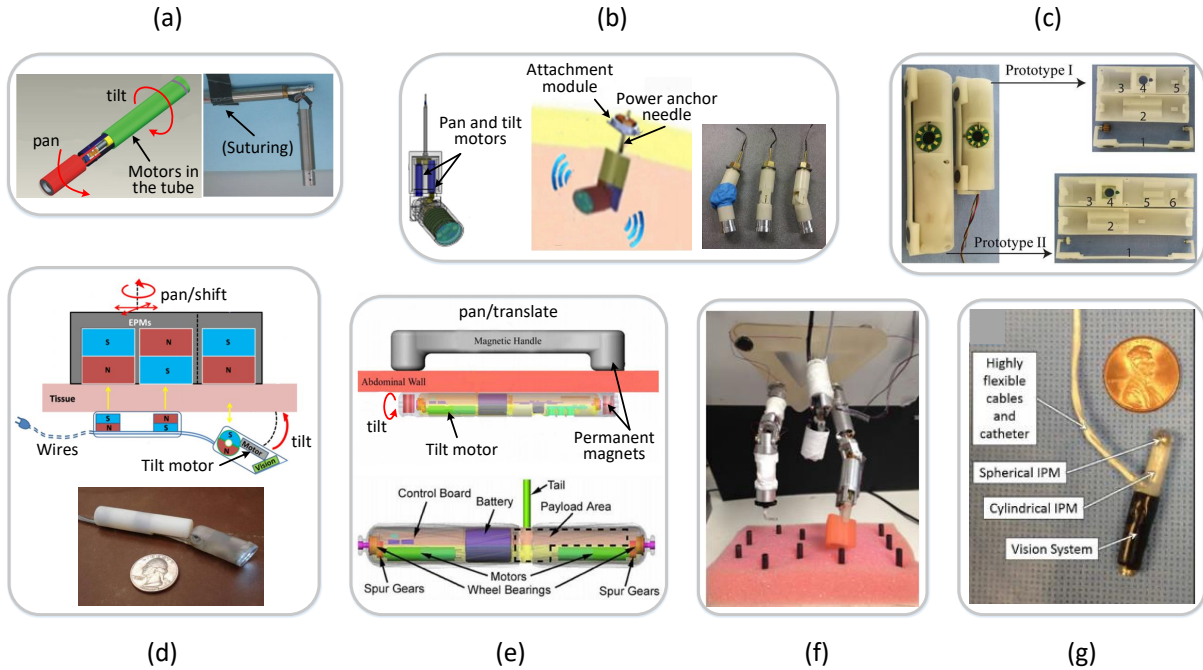 (a)
(b)
(c)
tilt
pan
Motors in
the tube
(Suturing)
Attachment
module
Power anchor
needle
Pan and tilt
motors
Prototype I
3 4 5
2
1
Prototype II
3 4 5 6
2
1
pan/shift
EPMs
S N S
N S N
Tissue
S N
N S
S
N
Motor
Vision
Wires
Tilt motor
tilt
pan/translate
Magnetic Handle
Abdominal Wall
tilt
Tilt motor
Permanent
magnets
Tail
Control Board
Battery
Payload Area
Motors
Wheel Bearings
Spur Gears
Spur Gears
Highly
flexible
cables
and
catheter
Spherical IPM
Cylindrical IPM
Vision System
(d)
(e)
(f)
(g)